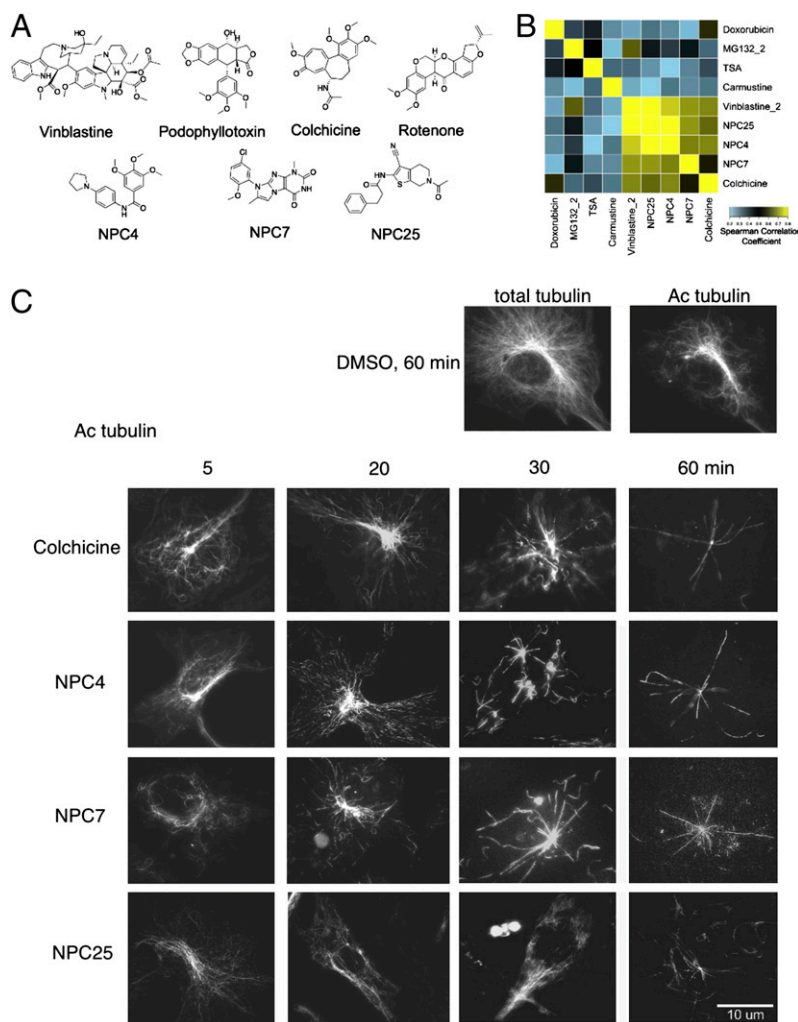 A
Vinblastine
Podophyllotoxin
Colchicine
Rotenone
NPC4
NPC7
NPC25
B
Doxorubicin
MG132_2
TSA
Carmustine
Vinblastine_2
NPC25
NPC4
NPC7
Colchicine
Doxorubicin
MG132_2
TSA
Carmustine
Vinblastine_2
NPC25
NPC4
NPC7
Colchicine
Spearman Correlation
Coefficient
C
total tubulin
Ac tubulin
DMSO, 60 min
Ac tubulin
5
20
30
60 min
Colchicine
NPC4
NPC7
NPC25
10 um